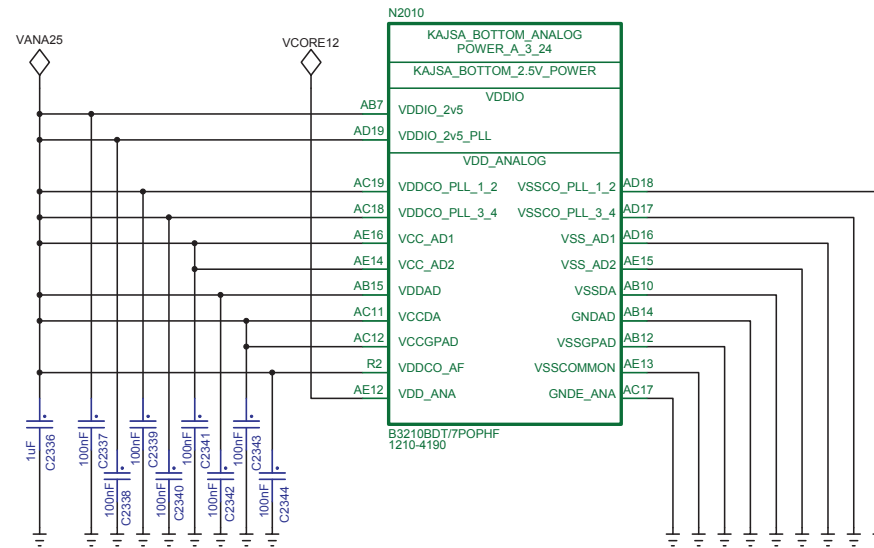 N2010
VANA25
VCORE12
KAJSA_BOTTOM_ANALOG
POWER_A_3_24
KAJSA_BOTTOM_2.5V_POWER
VDDIO
AB7 VDDIO_2v5
AD19 VDDIO_2v5_PLL
VDD_ANALOG
AC19 VDDCO_PLL_1_2 VSSCO_PLL_1_2 AD18
AC18 VDDCO_PLL_3_4 VSSCO_PLL_3_4 AD17
AE16 VCC_AD1 VSS_AD1 AD16
AE14 VCC_AD2 VSS_AD2 AE15
AB15 VDDAD VSSDA AB10
AC11 VCCDA GNDAD AB14
AC12 VCCGPAD VSSGPAD AB12
R2 VDDCO_AF VSSCOMMON AE13
AE12 VDD_ANA GNDE_ANA AC17
B3210BDT/7POPHF
1210-4190
1uF
C2336
100nF
C2337
100nF
C2338
100nF
C2339
100nF
C2340
100nF
C2341
100nF
C2342
100nF
C2343
100nF
C2344